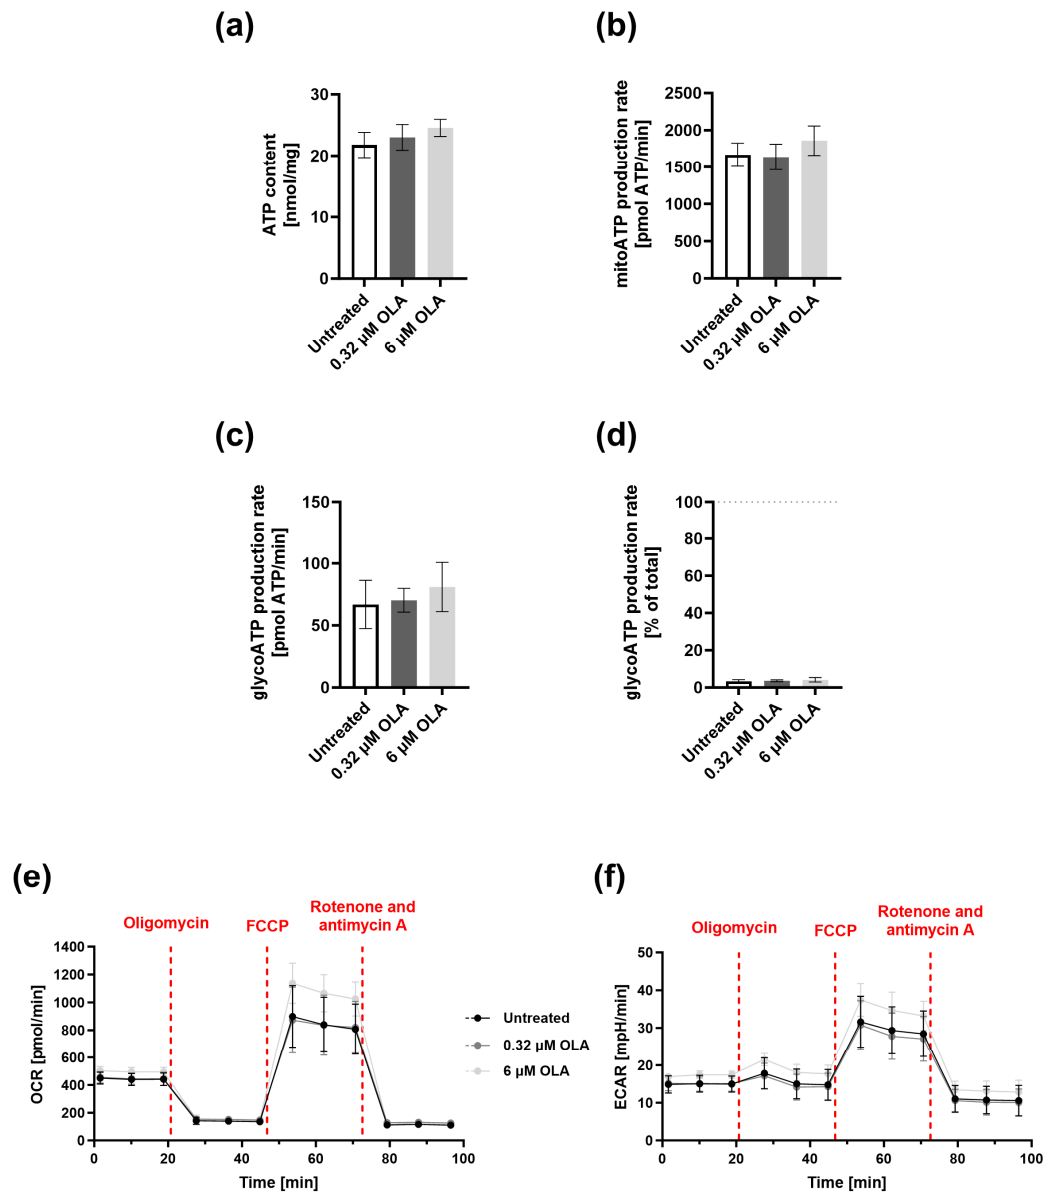 (a)
(b)
ATP content
[nmol/mg]
30
20
10
0
Untreated
0.32 µM OLA
6 µM OLA
mitoATP production rate
[pmol ATP/min]
2500
2000
1500
1000
500
0
Untreated
0.32 µM OLA
6 µM OLA
(c)
(d)
glycoATP production rate
[pmol ATP/min]
150
100
50
0
Untreated
0.32 µM OLA
6 µM OLA
glycoATP production rate
[% of total]
100
80
60
40
20
0
Untreated
0.32 µM OLA
6 µM OLA
(e)
(f)
Oligomycin
FCCP
Rotenone and
antimycin A
OCR [pmol/min]
1400
1200
1000
800
600
400
200
0
0 20 40 60 80 100
Time [min]
Untreated
0.32 µM OLA
6 µM OLA
Oligomycin
FCCP
Rotenone and
antimycin A
ECAR [mpH/min]
50
40
30
20
10
0
0 20 40 60 80 100
Time [min]